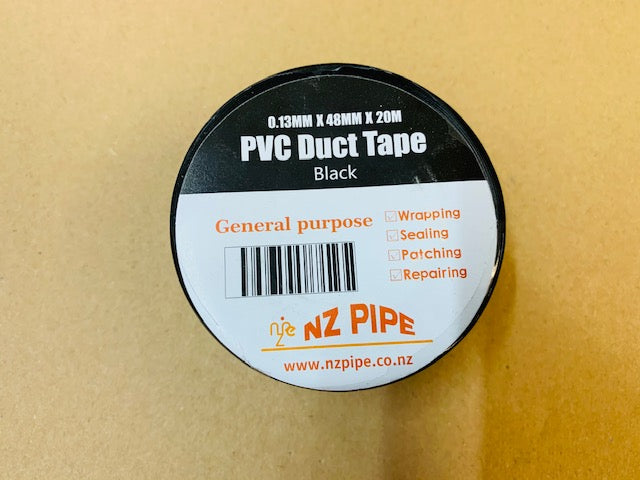 0.13MM X 48MM X 20M
PVC Duct Tape
Black
General purpose
Wrapping
Sealing
Patching
Repairing
nzpe NZ PIPE
www.nzpipe.co.nz